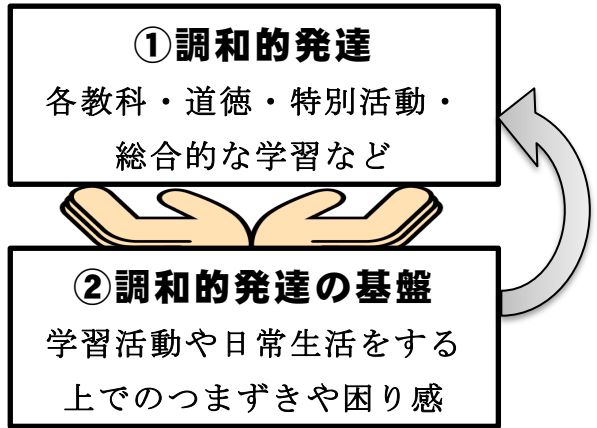 ①調和的発達
各教科・道徳・特別活動・
総合的な学習など
②調和的発達の基盤
学習活動や日常生活をする
上でのつまずきや困り感